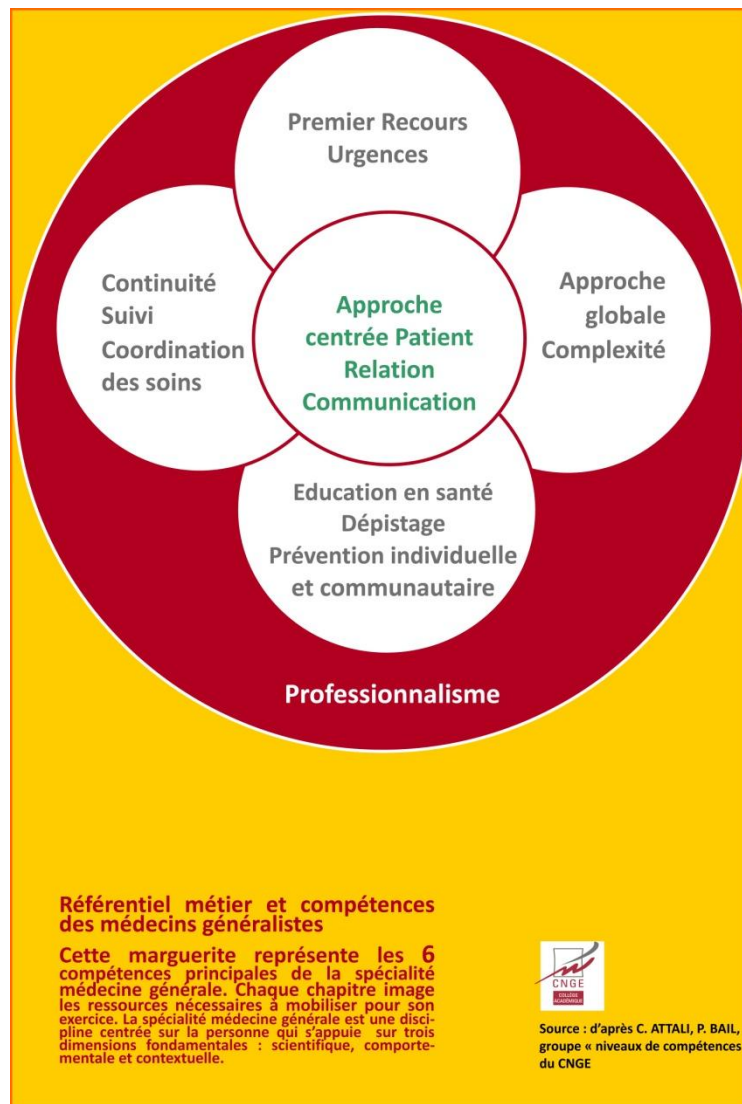 Premier Recours
Urgences
Continuité
Suivi
Coordination
des soins
Approche
centrée Patient
Relation
Communication
Approche
globale
Complexité
Education en santé
Dépistage
Prévention individuelle
et communautaire
Professionnalisme
Référentiel métier et compétences
des médecins généralistes
Cette marguerite représente les 6
compétences principales de la spécialité
médecine générale. Chaque chapitre image
les ressources nécessaires à mobiliser pour son
exercice. La spécialité médecine générale est une disci-
pline centrée sur la personne qui s'appuie sur trois
dimensions fondamentales : scientifique, comporte-
mentale et contextuelle.
CNGE
COLLÈGE
ACADÉMIQUE
Source : d'après C. ATTALI, P. BAIL,
groupe « niveaux de compétences
du CNGE